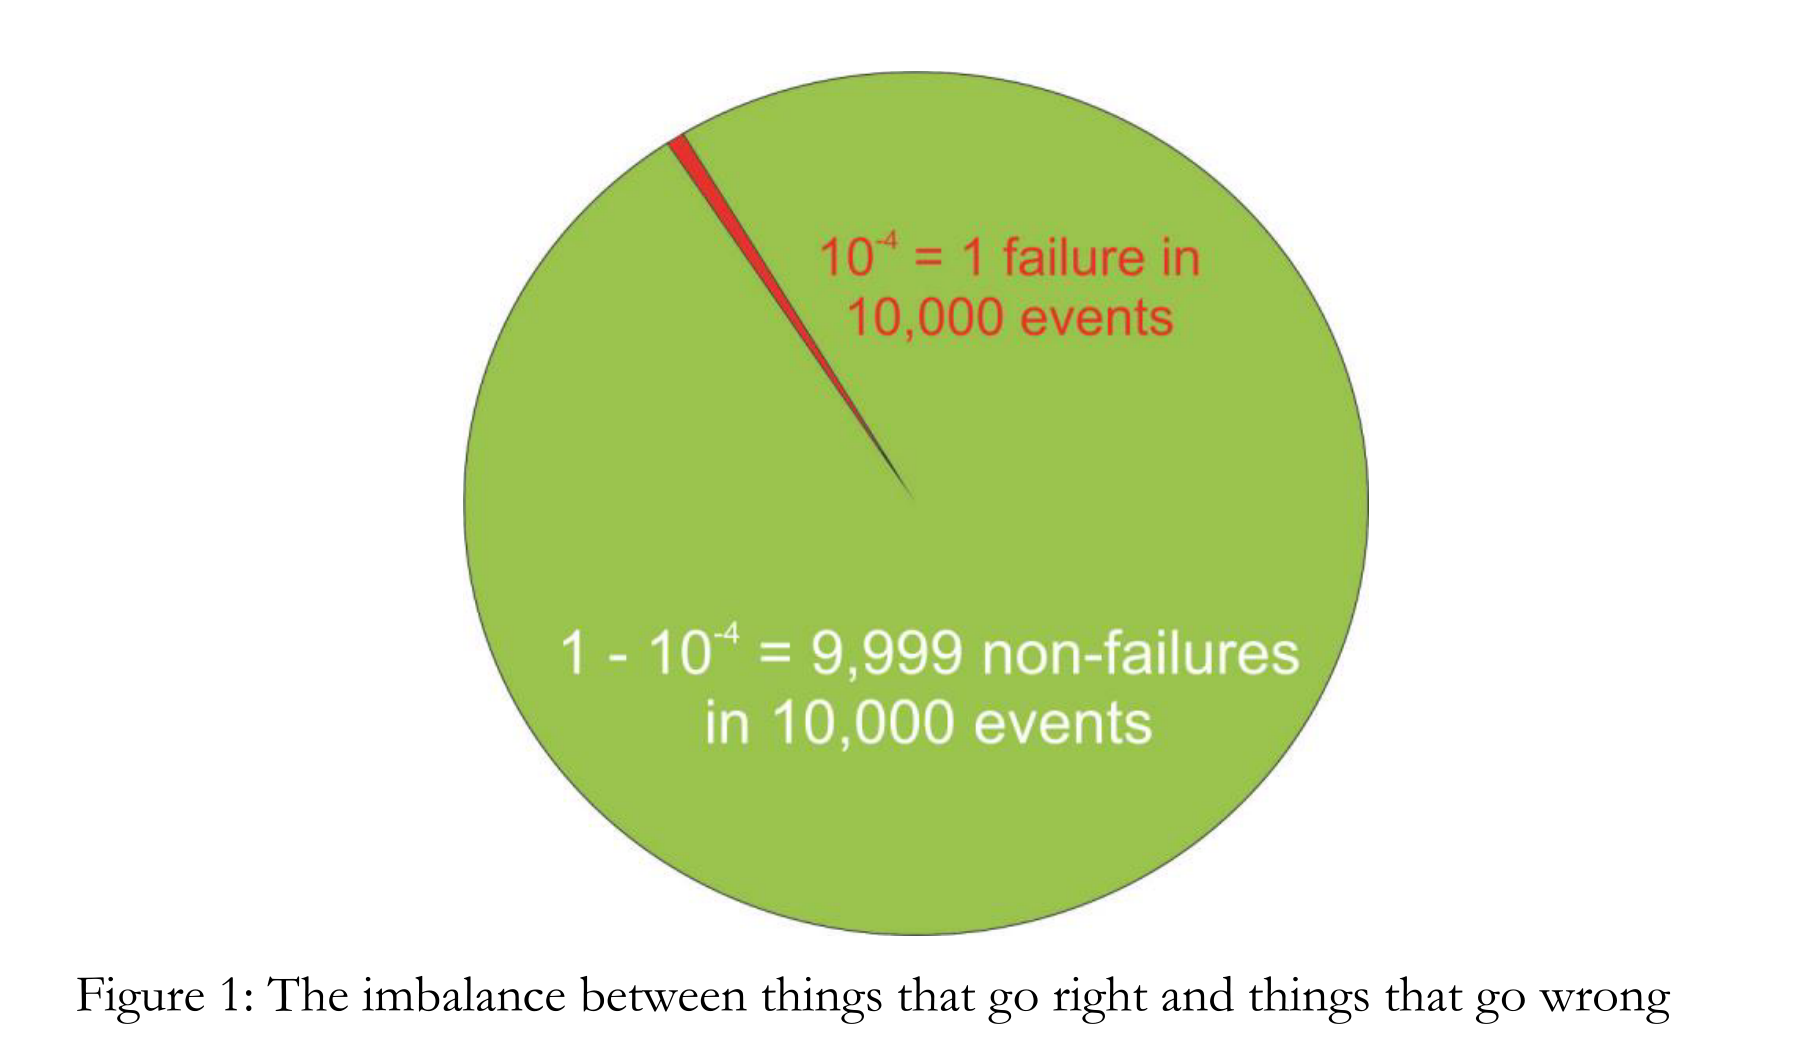 10⁻⁴ = 1 failure in
10,000 events
1 - 10⁻⁴ = 9,999 non-failures
in 10,000 events
Figure 1: The imbalance between things that go right and things that go wrong